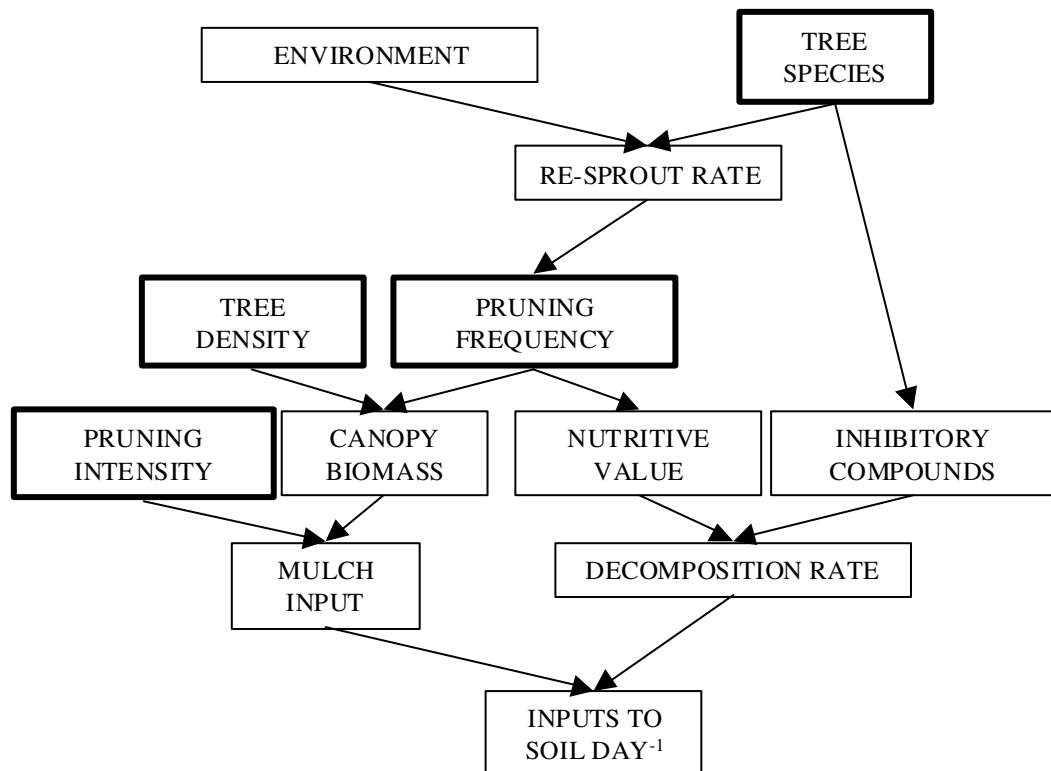 ENVIRONMENT
TREE
SPECIES
RE-SPROUT RATE
TREE
DENSITY
PRUNING
FREQUENCY
PRUNING
INTENSITY
CANOPY
BIOMASS
NUTRITIVE
VALUE
INHIBITORY
COMPOUNDS
MULCH
INPUT
DECOMPOSITION RATE
INPUTS TO
SOIL DAY⁻¹